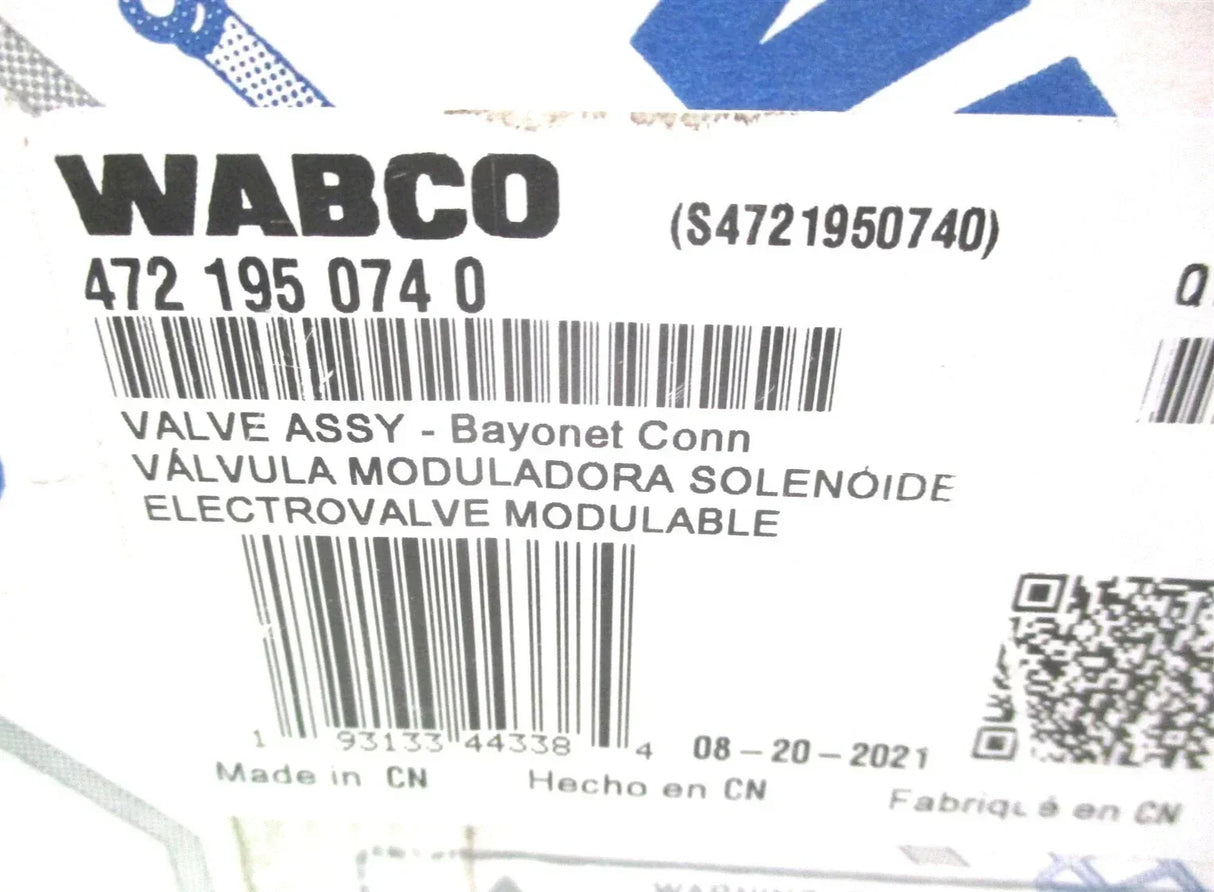 WABCO
(S4721950740)
472 195 074 0
Q
VALVE ASSY - Bayonet Conn
VÁLVULA MODULADORA SOLENÓIDE
ELECTROVALVE MODULABLE
1 93133 44338 4
08-20-2021
Made in CN Hecho en CN Fabriqué en CN
WARNING